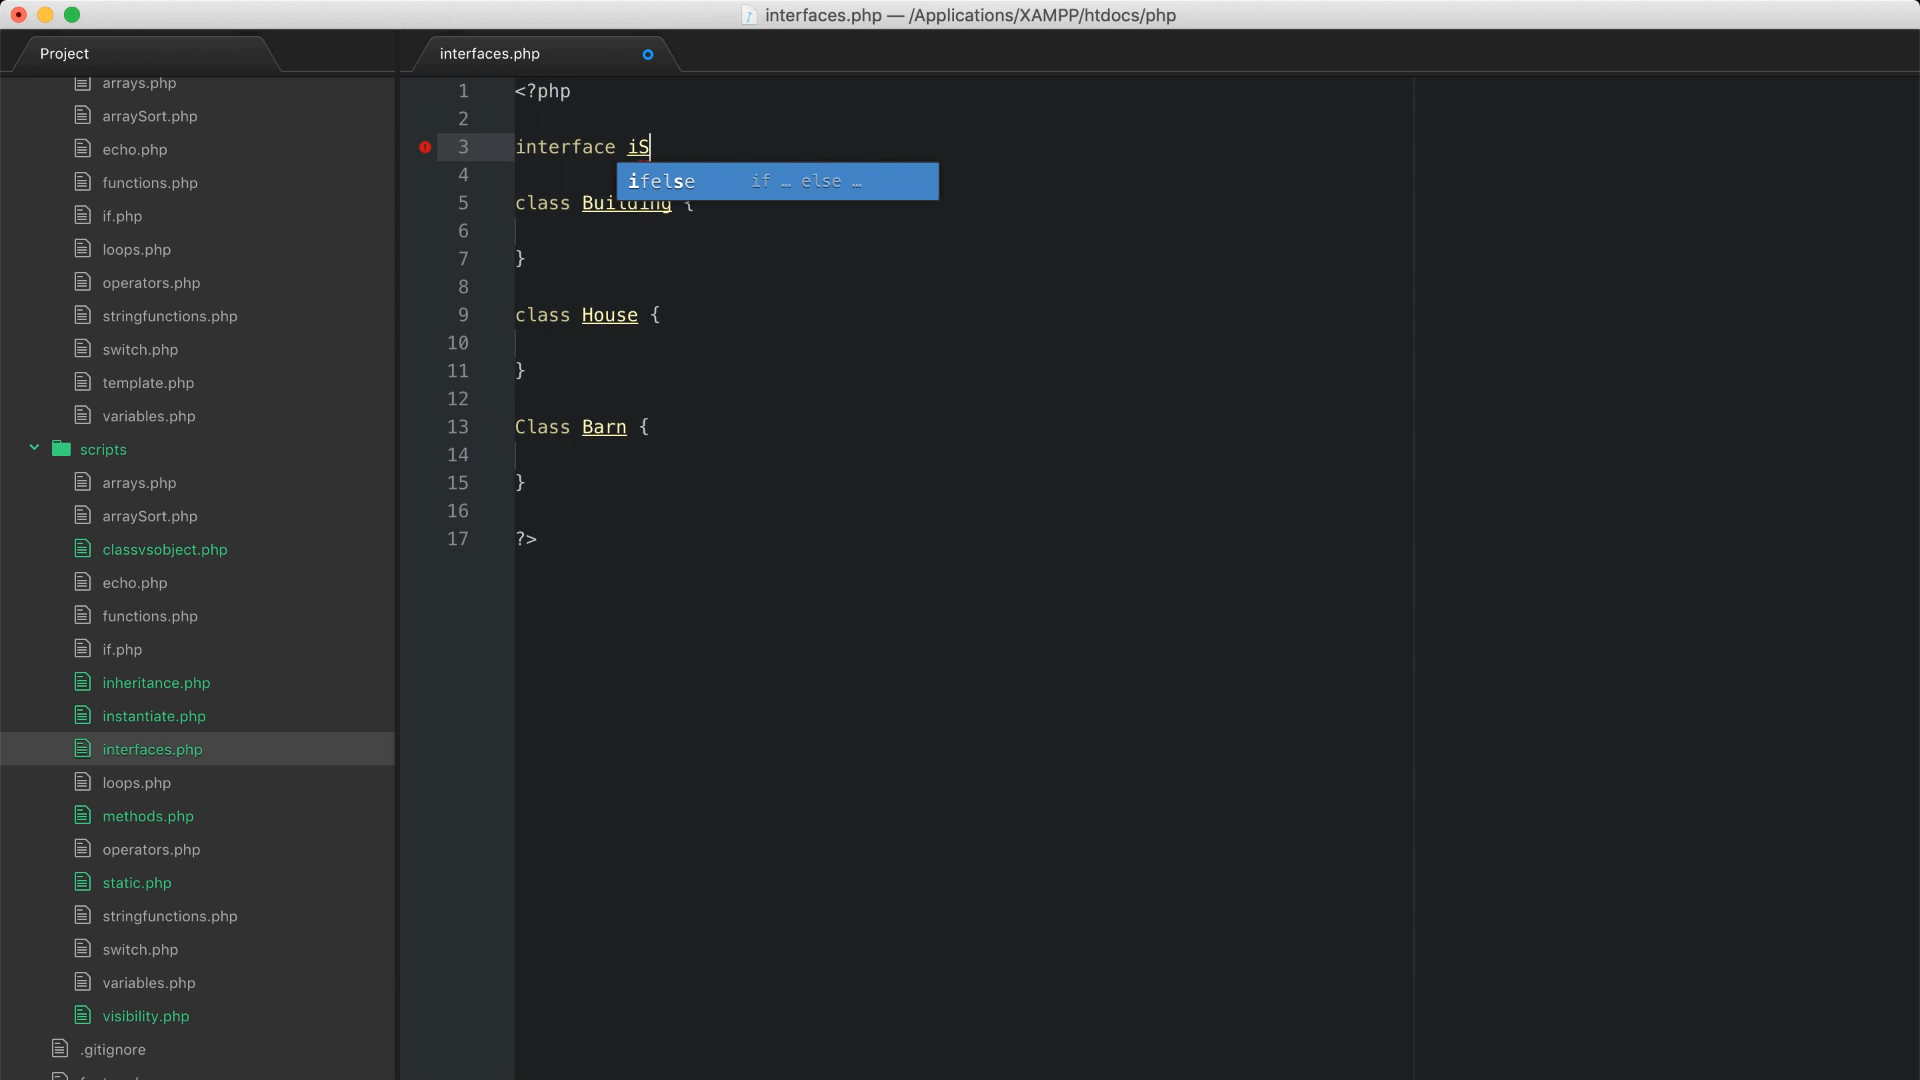 interfaces.php — /Applications/XAMPP/htdocs/php
Project
interfaces.php
arrays.php
arraySort.php
echo.php
functions.php
if.php
loops.php
operators.php
stringfunctions.php
switch.php
template.php
variables.php
scripts
arrays.php
arraySort.php
classvsobject.php
echo.php
functions.php
if.php
inheritance.php
instantiate.php
interfaces.php
loops.php
methods.php
operators.php
static.php
stringfunctions.php
switch.php
variables.php
visibility.php
.gitignore
1 <?php
2
3 interface iS
ifelse if … else …
4
5 class Building {
6
7 }
8
9 class House {
10
11 }
12
13 Class Barn {
14
15 }
16
17 ?>